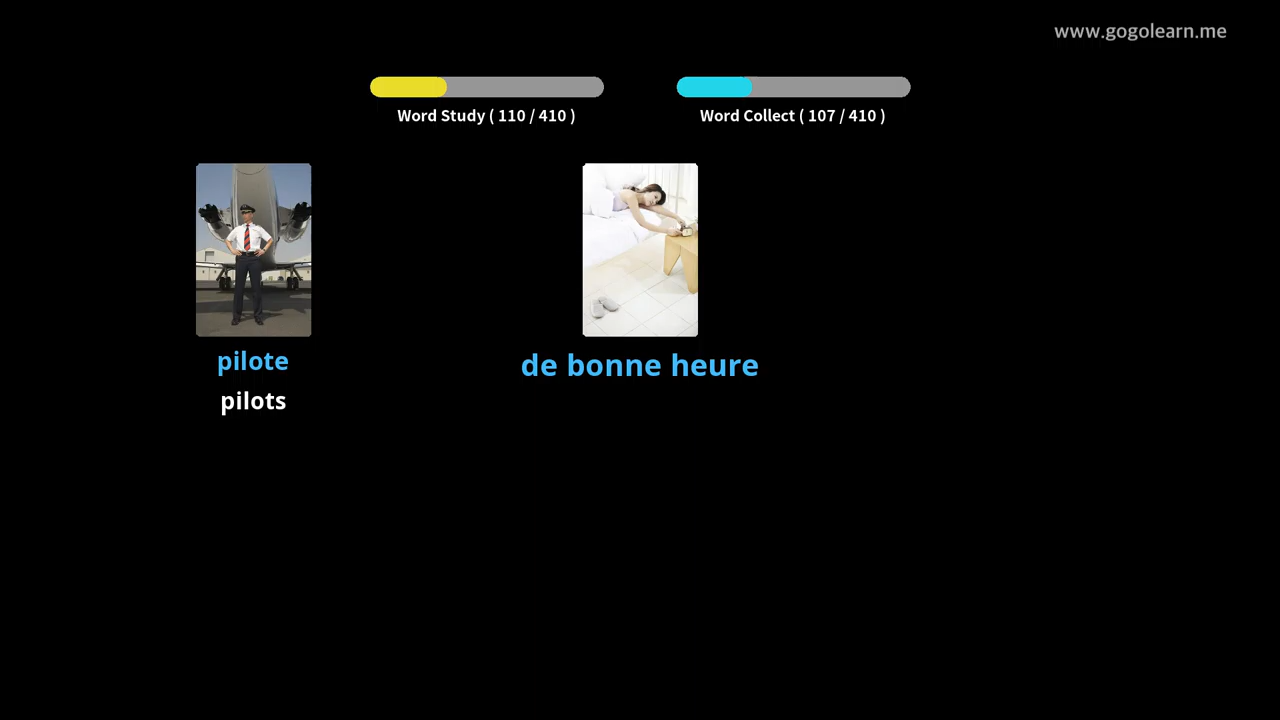 www.gogolearn.me
Word Study ( 110 / 410 )
Word Collect ( 107 / 410 )
pilote
pilots
de bonne heure